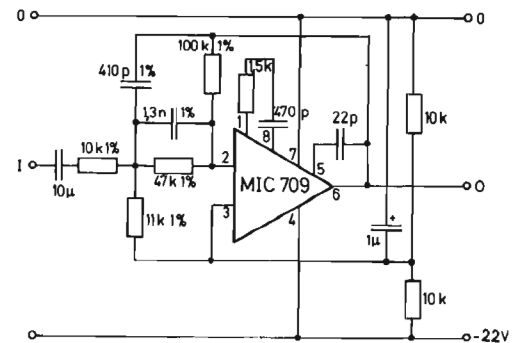 0 0
100k 1%
410p 1% 1,5k
1,3n 1% 470p 10k
1 8 22p
I 10k 1% 2 7 5 0
10µ 47k 1% MIC 709 6
11k 1% 3 4 1µ +
10k
-22V